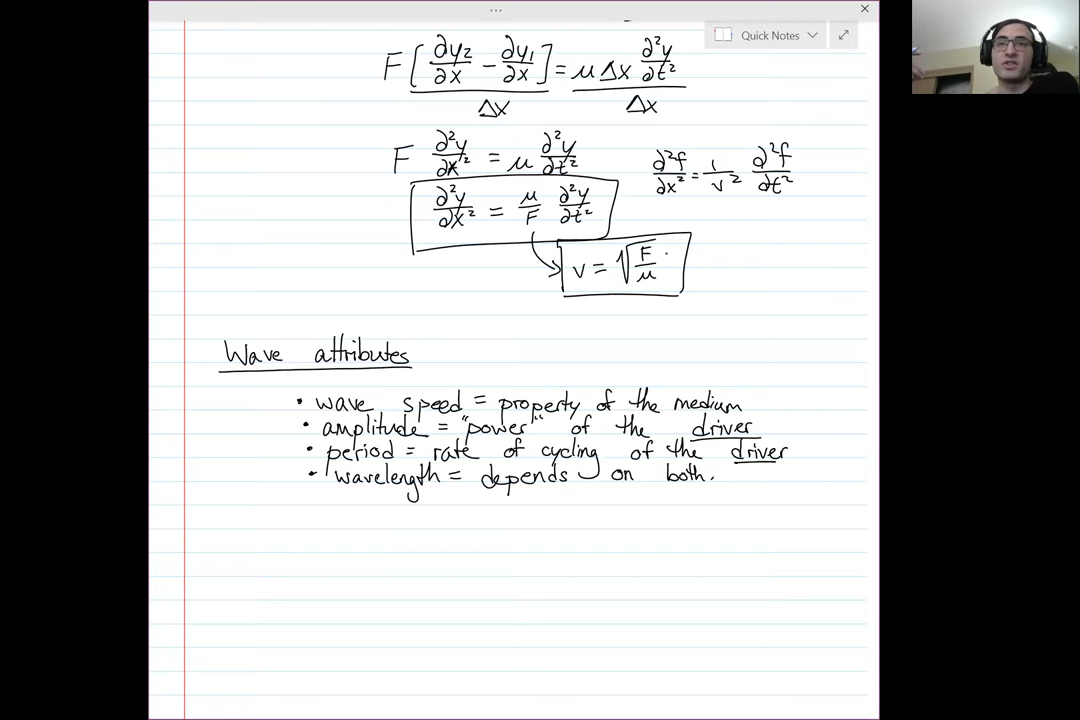 Quick Notes
F [ ∂y₂/∂x − ∂y₁/∂x ] / Δx = μ Δx ∂²y/∂t² / Δx
F ∂²y/∂x² = μ ∂²y/∂t²
∂²f/∂x² = 1/v² ∂²f/∂t²
∂²y/∂x² = μ/F ∂²y/∂t²
v = √(F/μ)
Wave attributes
• wave speed = property of the medium
• amplitude = "power" of the driver
• period = rate of cycling of the driver
• wavelength = depends on both.